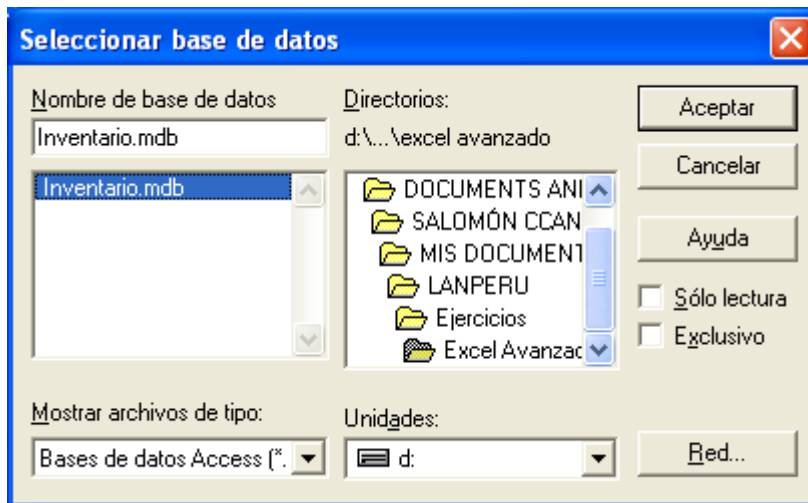 Seleccionar base de datos
Nombre de base de datos
Inventario.mdb
Inventario.mdb
Directorios:
d:\...\excel avanzado
DOCUMENTS ANI
SALOMÓN CCAN
MIS DOCUMENT
LANPERU
Ejercicios
Excel Avanzad
Aceptar
Cancelar
Ayuda
Sólo lectura
Exclusivo
Mostrar archivos de tipo:
Bases de datos Access (*.
Unidades:
d:
Red...